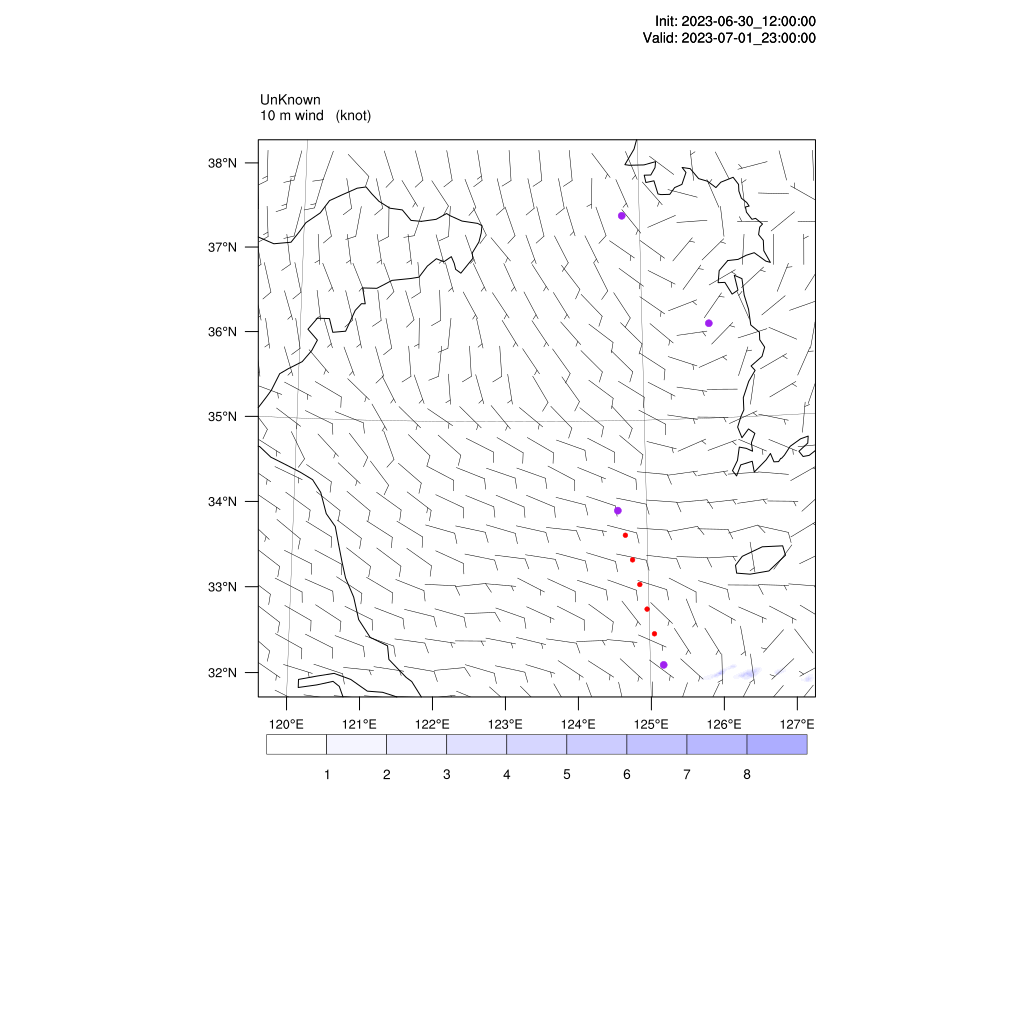 Init: 2023-06-30_12:00:00
Valid: 2023-07-01_23:00:00
UnKnown
10 m wind (knot)
38°N
37°N
36°N
35°N
34°N
33°N
32°N
120°E 121°E 122°E 123°E 124°E 125°E 126°E 127°E
1 2 3 4 5 6 7 8